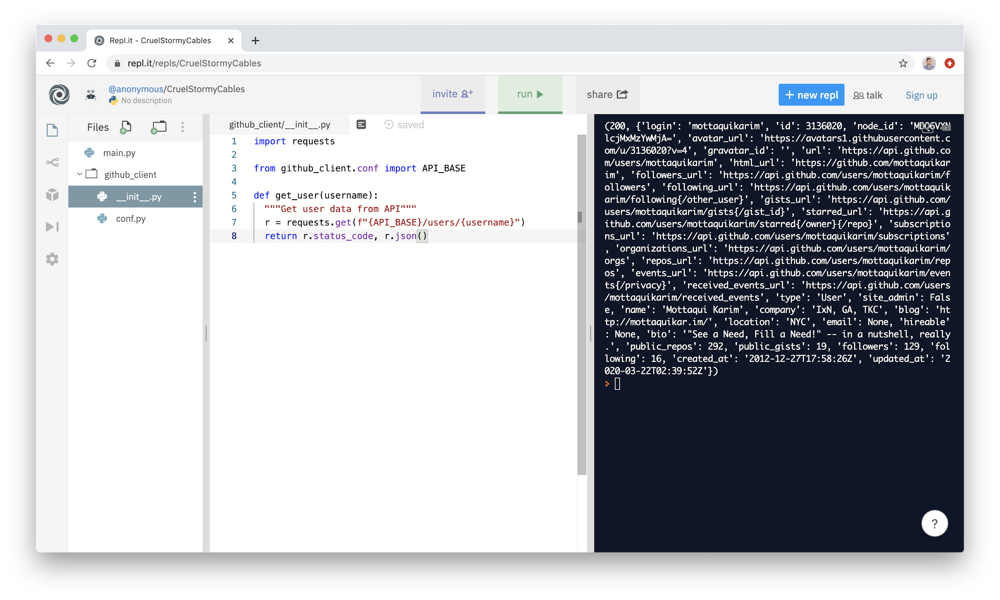 Repl.it - CruelStormyCables
repl.it/repls/CruelStormyCables
@anonymous/CruelStormyCables
No description
invite
run
share
+ new repl
talk
Sign up
Files
main.py
github_client
__init__.py
conf.py
github_client/__init__.py
saved
1 import requests
2
3 from github_client.conf import API_BASE
4
5 def get_user(username):
6 """Get user data from API"""
7 r = requests.get(f"{API_BASE}/users/{username}")
8 return r.status_code, r.json()
(200, {'login': 'mottaquikarim', 'id': 3136020, 'node_id': 'MDQ6VXN
lcjMxMzYwMjA=', 'avatar_url': 'https://avatars1.githubusercontent.c
om/u/3136020?v=4', 'gravatar_id': '', 'url': 'https://api.github.co
m/users/mottaquikarim', 'html_url': 'https://github.com/mottaquikar
im', 'followers_url': 'https://api.github.com/users/mottaquikarim/f
ollowers', 'following_url': 'https://api.github.com/users/mottaquik
arim/following{/other_user}', 'gists_url': 'https://api.github.com/
users/mottaquikarim/gists{/gist_id}', 'starred_url': 'https://api.g
ithub.com/users/mottaquikarim/starred{/owner}{/repo}', 'subscriptio
ns_url': 'https://api.github.com/users/mottaquikarim/subscriptions'
, 'organizations_url': 'https://api.github.com/users/mottaquikarim/
orgs', 'repos_url': 'https://api.github.com/users/mottaquikarim/rep
os', 'events_url': 'https://api.github.com/users/mottaquikarim/even
ts{/privacy}', 'received_events_url': 'https://api.github.com/users
/mottaquikarim/received_events', 'type': 'User', 'site_admin': Fals
e, 'name': 'Mottaqui Karim', 'company': 'IxN, GA, TKC', 'blog': 'ht
tp://mottaquikar.im/', 'location': 'NYC', 'email': None, 'hireable'
: None, 'bio': '"See a Need, Fill a Need!" -- in a nutshell, really
.', 'public_repos': 292, 'public_gists': 19, 'followers': 129, 'fol
lowing': 16, 'created_at': '2012-12-27T17:58:26Z', 'updated_at': '2
020-03-22T02:39:52Z'})
?